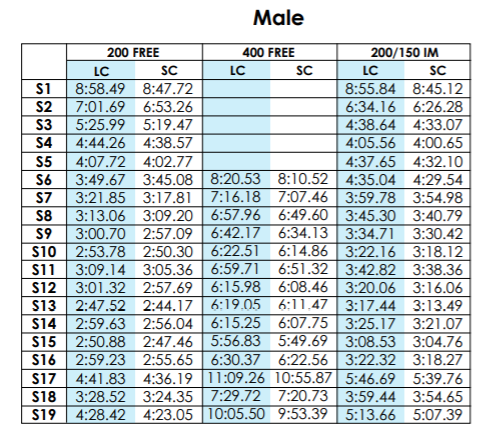 Male
200 FREE 400 FREE 200/150 IM
LC SC LC SC LC SC
S1 8:58.49 8:47.72 8:55.84 8:45.12
S2 7:01.69 6:53.26 6:34.16 6:26.28
S3 5:25.99 5:19.47 4:38.64 4:33.07
S4 4:44.26 4:38.57 4:05.56 4:00.65
S5 4:07.72 4:02.77 4:37.65 4:32.10
S6 3:49.67 3:45.08 8:20.53 8:10.52 4:35.04 4:29.54
S7 3:21.85 3:17.81 7:16.18 7:07.46 3:59.78 3:54.98
S8 3:13.06 3:09.20 6:57.96 6:49.60 3:45.30 3:40.79
S9 3:00.70 2:57.09 6:42.17 6:34.13 3:34.71 3:30.42
S10 2:53.78 2:50.30 6:22.51 6:14.86 3:22.16 3:18.12
S11 3:09.14 3:05.36 6:59.71 6:51.32 3:42.82 3:38.36
S12 3:01.32 2:57.69 6:15.98 6:08.46 3:20.06 3:16.06
S13 2:47.52 2:44.17 6:19.05 6:11.47 3:17.44 3:13.49
S14 2:59.63 2:56.04 6:15.25 6:07.75 3:25.17 3:21.07
S15 2:50.88 2:47.46 5:56.83 5:49.69 3:08.53 3:04.76
S16 2:59.23 2:55.65 6:30.37 6:22.56 3:22.32 3:18.27
S17 4:41.83 4:36.19 11:09.26 10:55.87 5:46.69 5:39.76
S18 3:28.52 3:24.35 7:29.72 7:20.73 3:59.44 3:54.65
S19 4:28.42 4:23.05 10:05.50 9:53.39 5:13.66 5:07.39